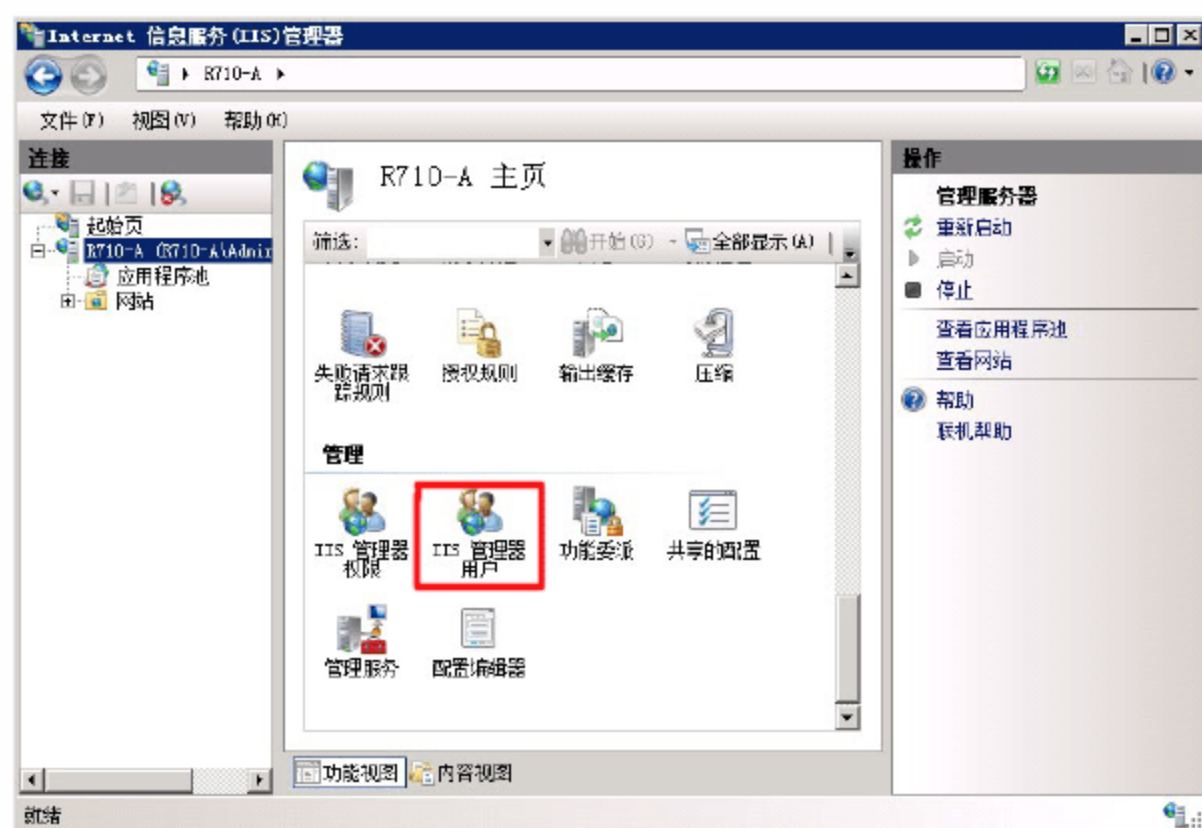 Internet 信息服务(IIS)管理器
R710-A
文件(F) 视图(V) 帮助(H)
连接
起始页
R710-A (R710-A\Admin
应用程序池
网站
R710-A 主页
筛选:
开始(G)
全部显示(A)
失败请求跟
踪规则
授权规则
输出缓存
压缩
管理
IIS 管理器
权限
IIS 管理器
用户
功能委派
共享的配置
管理服务
配置编辑器
功能视图
内容视图
操作
管理服务器
重新启动
启动
停止
查看应用程序池
查看网站
帮助
联机帮助
就绪